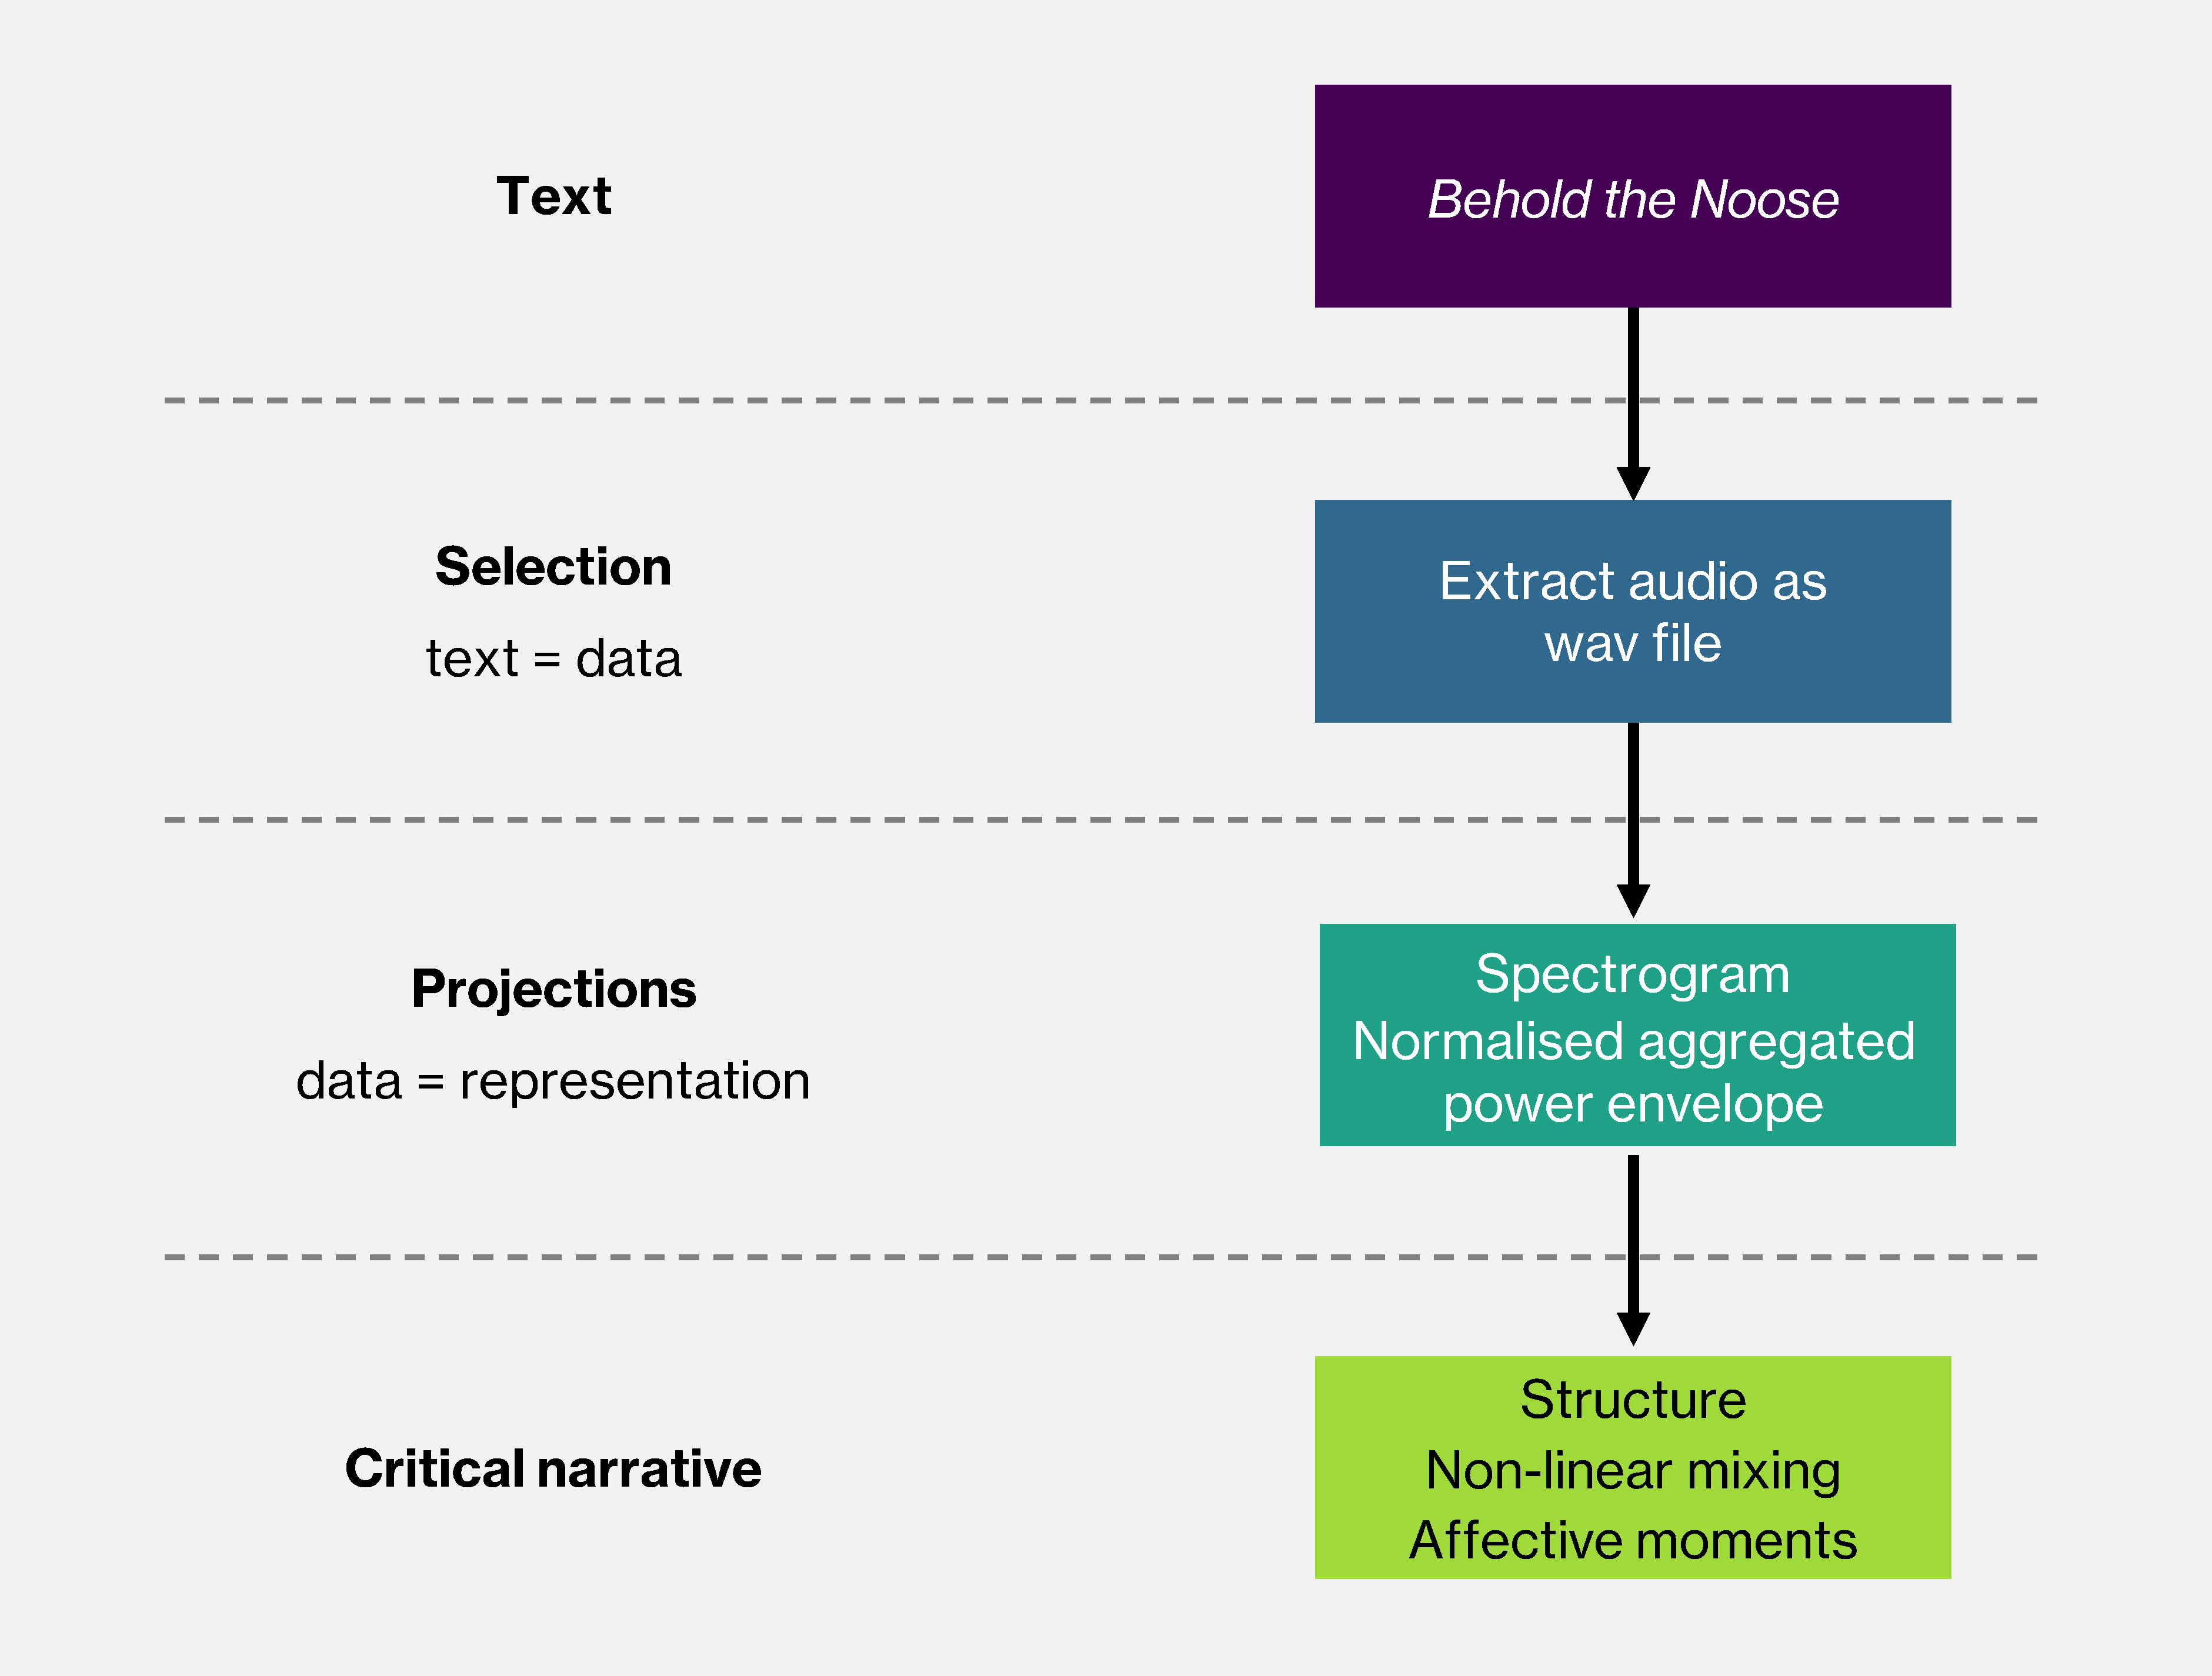 Text
Behold the Noose
Selection
text = data
Extract audio as
wav file
Projections
data = representation
Spectrogram
Normalised aggregated
power envelope
Critical narrative
Structure
Non-linear mixing
Affective moments